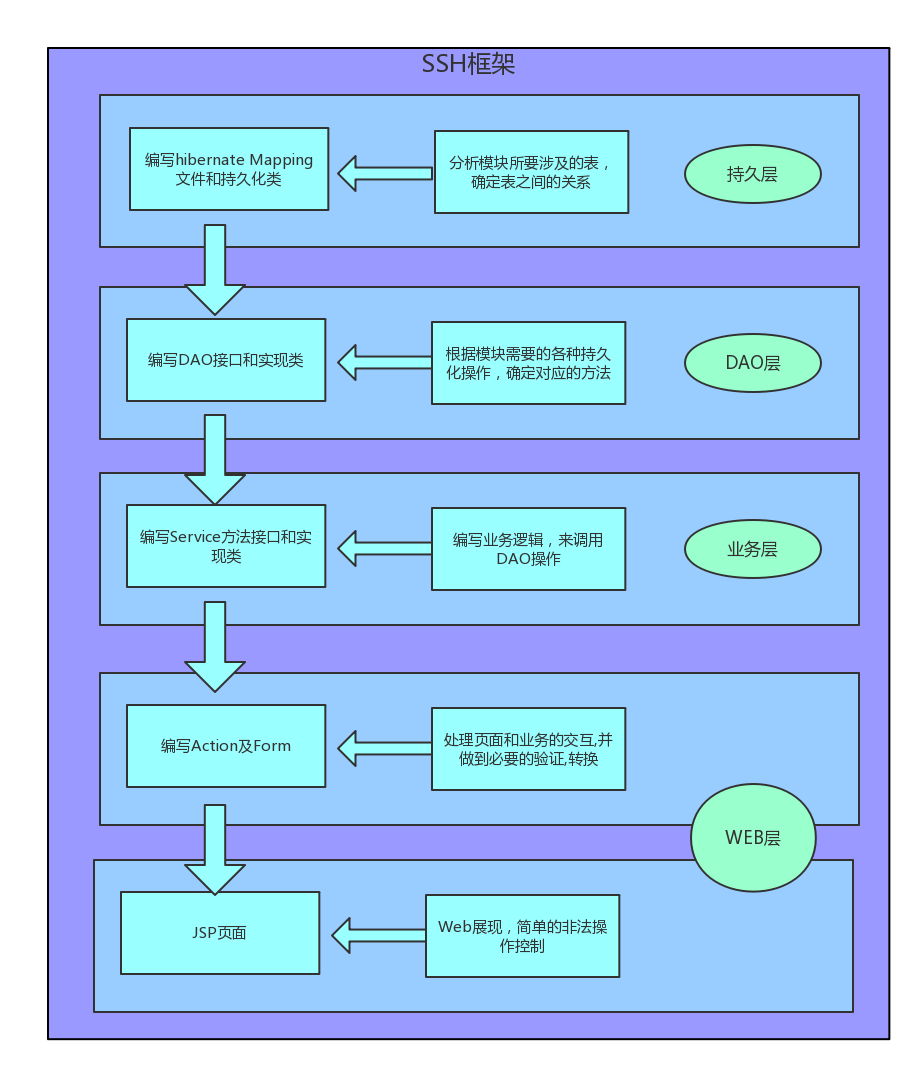 SSH框架
编写hibernate Mapping
文件和持久化类
分析模块所要涉及的表，
确定表之间的关系
持久层
编写DAO接口和实现类
根据模块需要的各种持久
化操作，确定对应的方法
DAO层
编写Service方法接口和实
现类
编写业务逻辑，来调用
DAO操作
业务层
编写Action及Form
处理页面和业务的交互,并
做到必要的验证,转换
WEB层
JSP页面
Web展现，简单的非法操
作控制